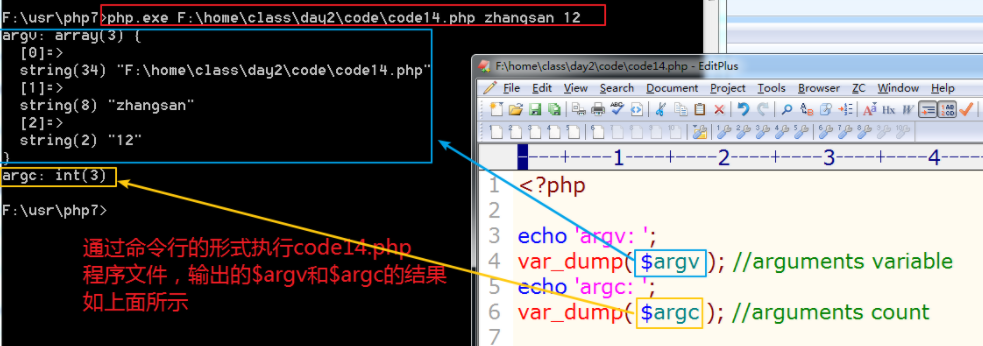 F:\usr\php7>php.exe F:\home\class\day2\code\code14.php zhangsan 12
argv: array(3) {
[0]=>
string(34) "F:\home\class\day2\code\code14.php"
[1]=>
string(8) "zhangsan"
[2]=>
string(2) "12"
}
argc: int(3)
F:\usr\php7>
通过命令行的形式执行code14.php
程序文件，输出的$argv和$argc的结果
如上面所示
F:\home\class\day2\code\code14.php - EditPlus
File Edit View Search Document Project Tools Browser ZC Window Help
----+----1----+----2----+----3----+----4
1 <?php
2
3 echo 'argv: ';
4 var_dump( $argv ); //arguments variable
5 echo 'argc: ';
6 var_dump( $argc ); //arguments count
7